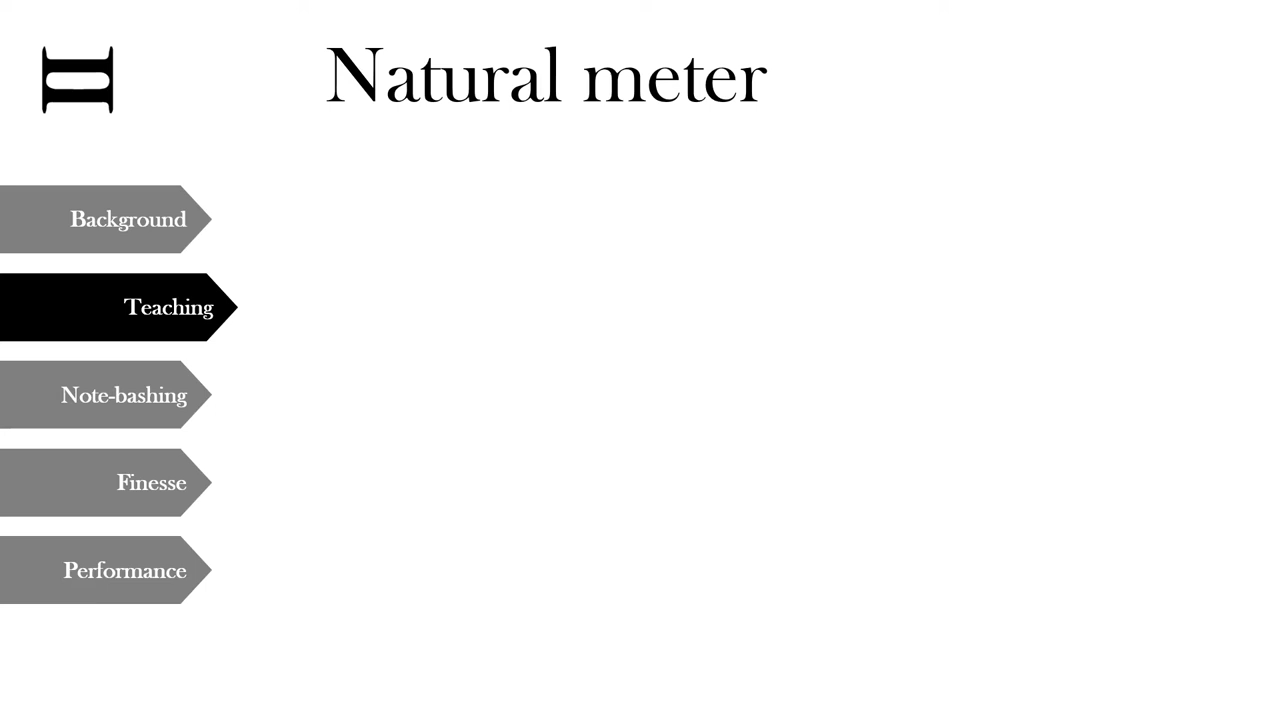 Natural meter
Background
Teaching
Note-bashing
Finesse
Performance